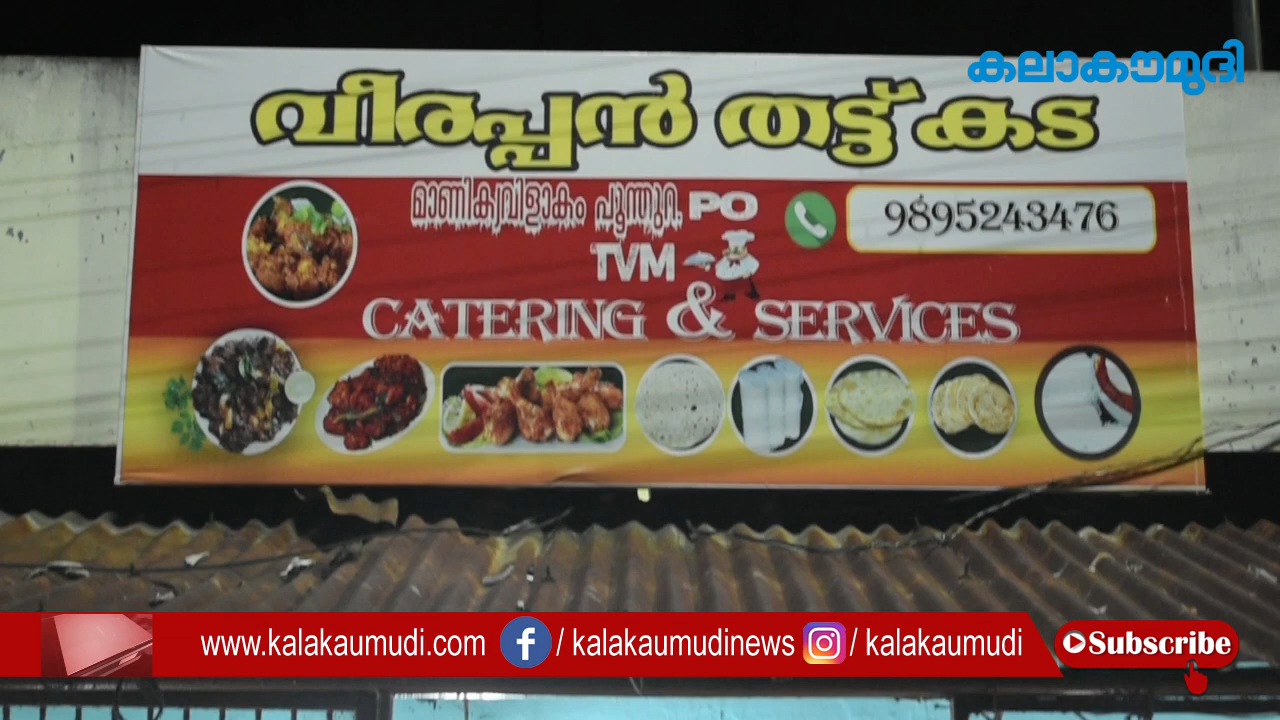 കലാകൗമുദി
വീരപ്പൻ തട്ട് കട
മാണിക്യവിളാകം പൂന്തുറ. PO
9895243476
TVM
CATERING & SERVICES
www.kalakaumudi.com / kalakaumudinews / kalakaumudi
Subscribe